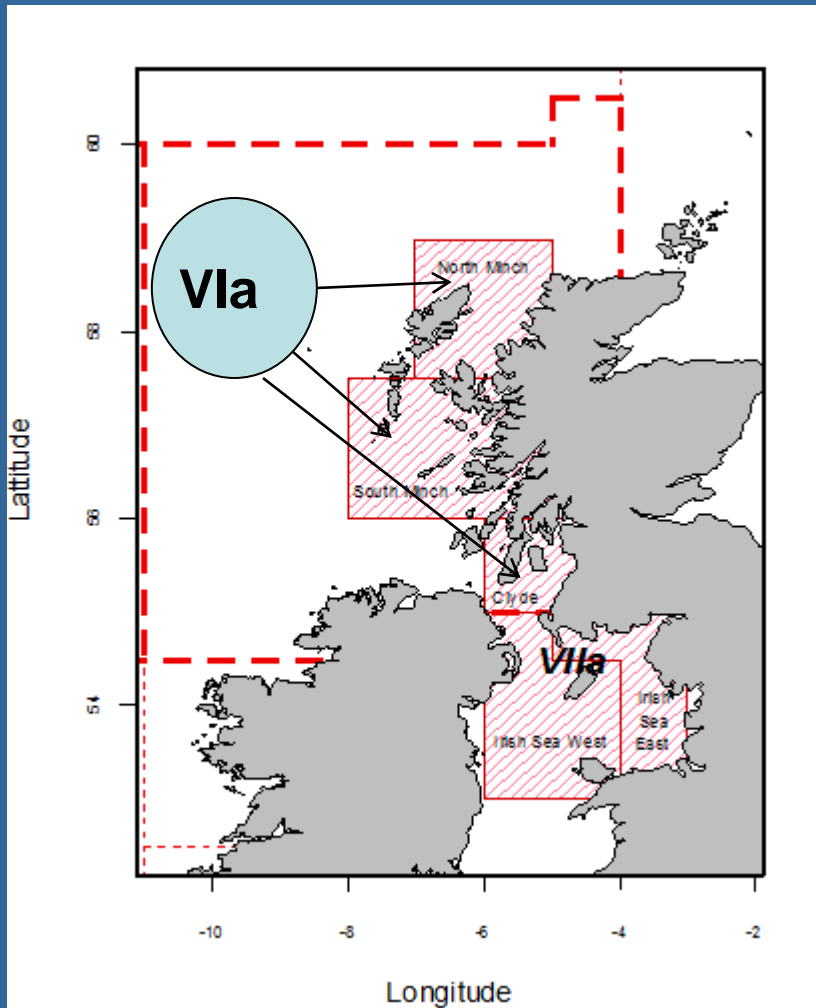 60
58
56
54
Lattitude
VIa
North Minch
South Minch
Clyde
VIIa
Irish Sea West
Irish
Sea
East
-10
-8
-6
-4
-2
Longitude